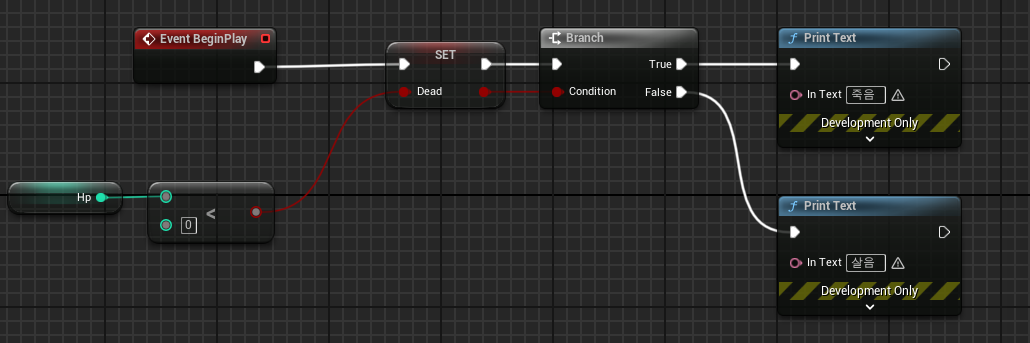 Event BeginPlay
SET
Dead
Branch
True
Condition
False
Print Text
In Text 죽음
Development Only
Hp
<
0
Print Text
In Text 살음
Development Only